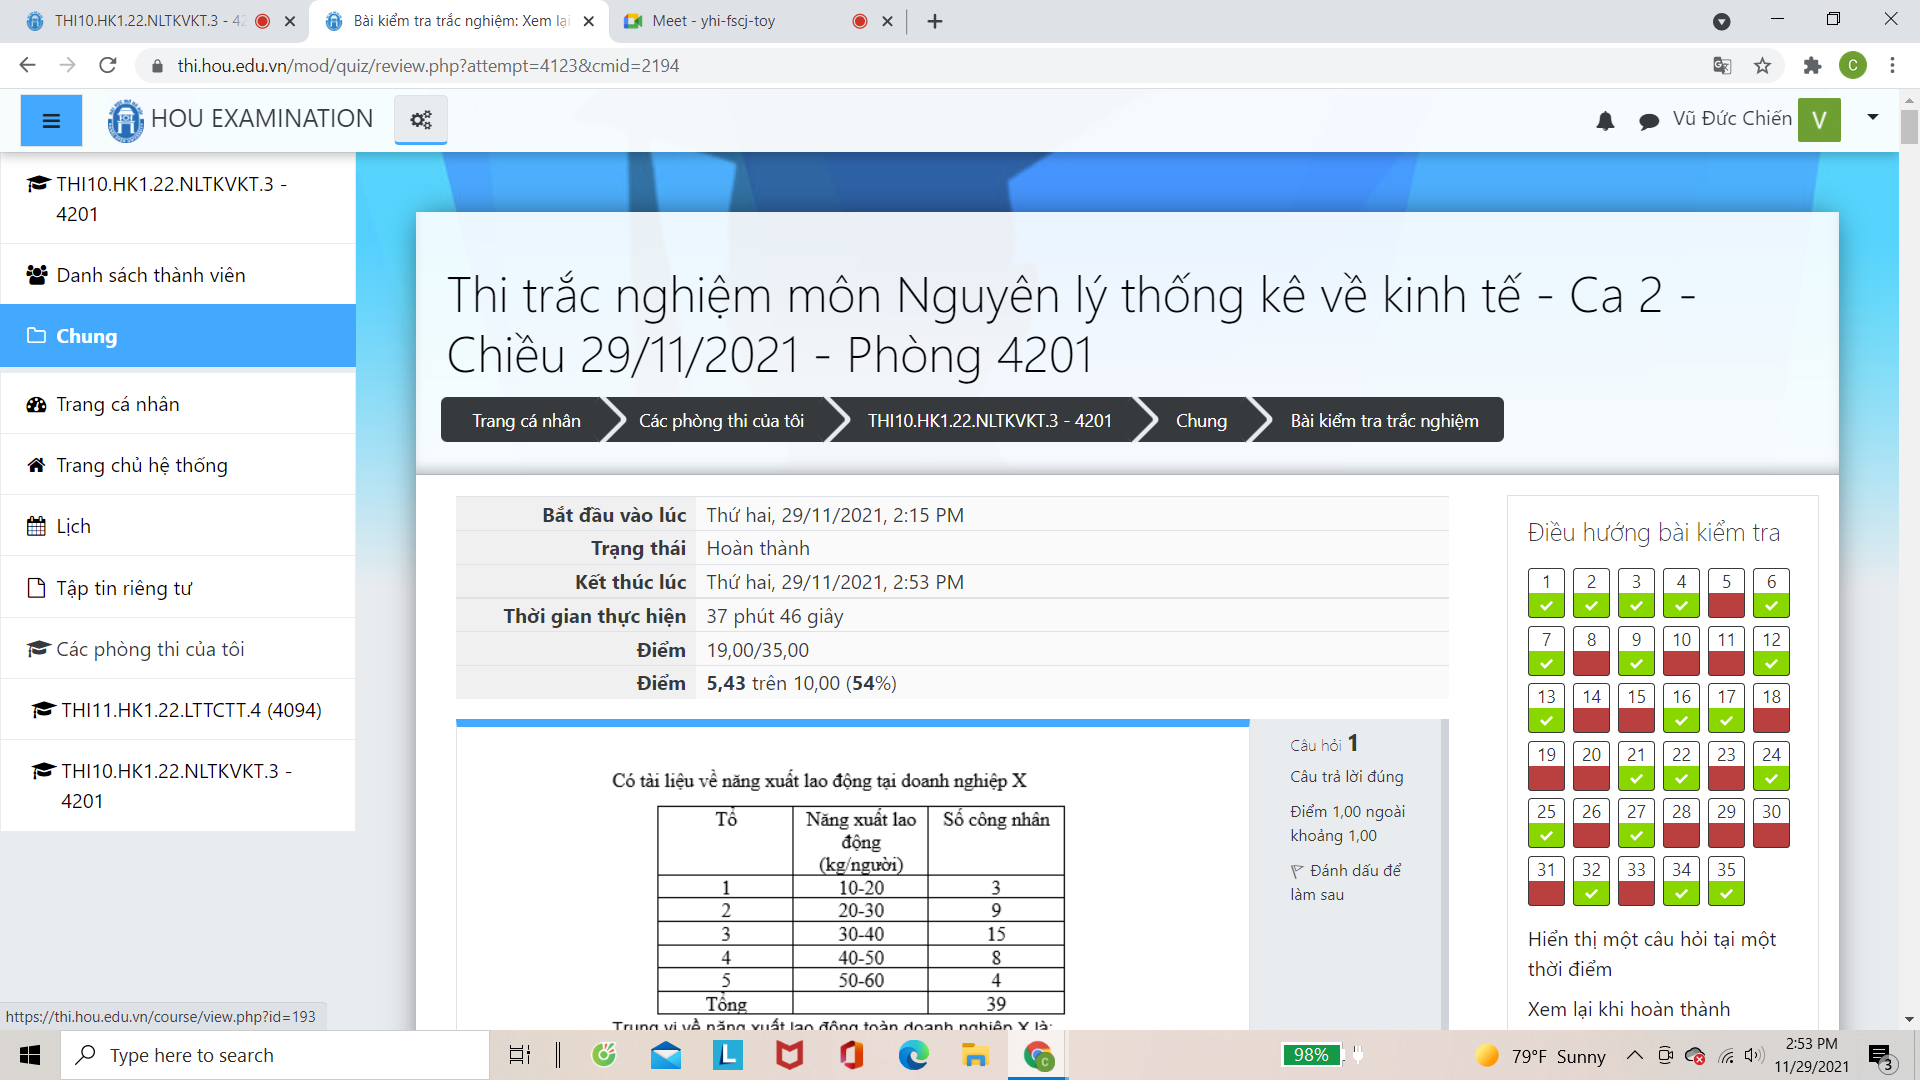 THI10.HK1.22.NLTKVKT.3 - 42
Bài kiểm tra trắc nghiệm: Xem lại
Meet - yhi-fscj-toy
thi.hou.edu.vn/mod/quiz/review.php?attempt=4123&cmid=2194
C
HOU EXAMINATION
Vũ Đức Chiến
V
THI10.HK1.22.NLTKVKT.3 -
4201
Danh sách thành viên
Chung
Trang cá nhân
Trang chủ hệ thống
Lịch
Tập tin riêng tư
Các phòng thi của tôi
THI11.HK1.22.LTTCTT.4 (4094)
THI10.HK1.22.NLTKVKT.3 -
4201
Thi trắc nghiệm môn Nguyên lý thống kê về kinh tế - Ca 2 -
Chiều 29/11/2021 - Phòng 4201
Trang cá nhân
Các phòng thi của tôi
THI10.HK1.22.NLTKVKT.3 - 4201
Chung
Bài kiểm tra trắc nghiệm
Bắt đầu vào lúc Thứ hai, 29/11/2021, 2:15 PM
Trạng thái Hoàn thành
Kết thúc lúc Thứ hai, 29/11/2021, 2:53 PM
Thời gian thực hiện 37 phút 46 giây
Điểm 19,00/35,00
Điểm 5,43 trên 10,00 (54%)
Có tài liệu về năng xuất lao động tại doanh nghiệp X
Tổ Năng xuất lao Số công nhân
động
(kg/người)
1 10-20 3
2 20-30 9
3 30-40 15
4 40-50 8
5 50-60 4
Tổng 39
Trung vị về năng xuất lao động toàn doanh nghiệp X là:
Câu hỏi 1
Câu trả lời đúng
Điểm 1,00 ngoài
khoảng 1,00
Đánh dấu để
làm sau
Điều hướng bài kiểm tra
1 2 3 4 5 6
7 8 9 10 11 12
13 14 15 16 17 18
19 20 21 22 23 24
25 26 27 28 29 30
31 32 33 34 35
Hiển thị một câu hỏi tại một
thời điểm
Xem lại khi hoàn thành
https://thi.hou.edu.vn/course/view.php?id=193
Type here to search
L
C
98%
79°F Sunny
2:53 PM
11/29/2021
3